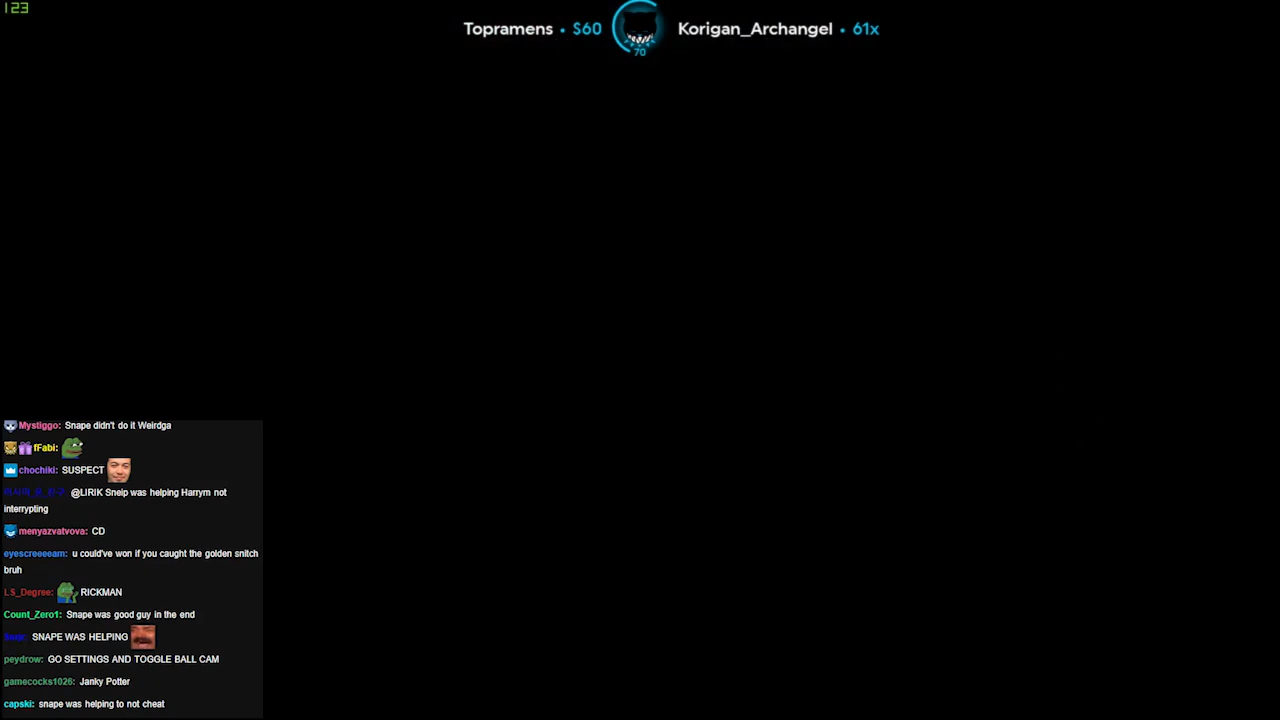 123
Topramens • $60
70
Korigan_Archangel • 61x
Mystiggo: Snape didn't do it Weirdga
fFabi:
chochiki: SUSPECT
@LIRIK Sneip was helping Harrym not
interrypting
menyazvatvova: CD
eyescreeeeam: u could've won if you caught the golden snitch
bruh
LS_Degree: RICKMAN
Count_Zero1: Snape was good guy in the end
SNAPE WAS HELPING
peydrow: GO SETTINGS AND TOGGLE BALL CAM
gamecocks1026: Janky Potter
capski: snape was helping to not cheat